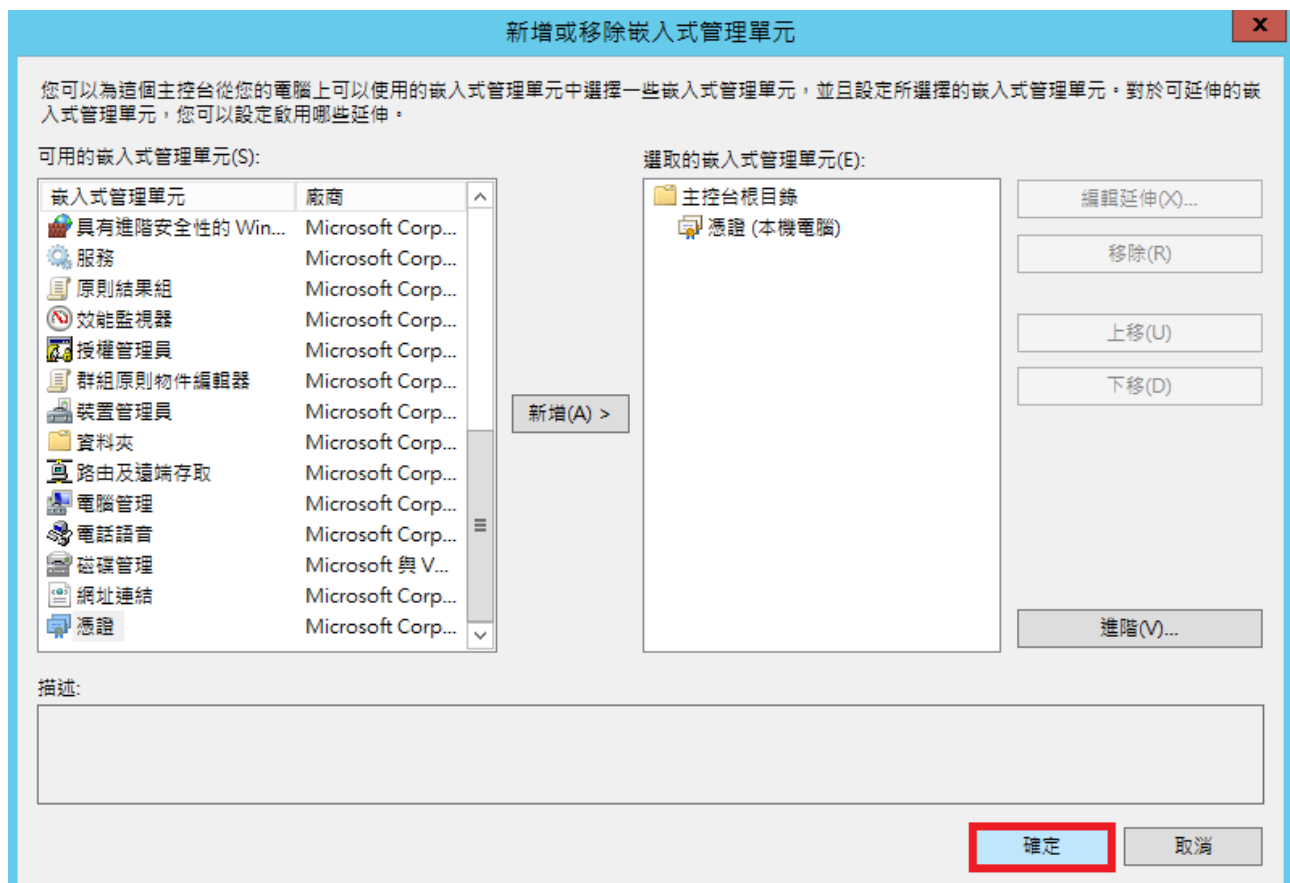 新增或移除嵌入式管理單元
x
您可以為這個主控台從您的電腦上可以使用的嵌入式管理單元中選擇一些嵌入式管理單元，並且設定所選擇的嵌入式管理單元。對於可延伸的嵌
入式管理單元，您可以設定啟用哪些延伸。
可用的嵌入式管理單元(S):
嵌入式管理單元 廠商
具有進階安全性的 Win... Microsoft Corp...
服務 Microsoft Corp...
原則結果組 Microsoft Corp...
效能監視器 Microsoft Corp...
授權管理員 Microsoft Corp...
群組原則物件編輯器 Microsoft Corp...
裝置管理員 Microsoft Corp...
資料夾 Microsoft Corp...
路由及遠端存取 Microsoft Corp...
電腦管理 Microsoft Corp...
電話語音 Microsoft Corp...
磁碟管理 Microsoft 與 V...
網址連結 Microsoft Corp...
憑證 Microsoft Corp...
新增(A) >
選取的嵌入式管理單元(E):
主控台根目錄
憑證 (本機電腦)
編輯延伸(X)...
移除(R)
上移(U)
下移(D)
進階(V)...
描述:
確定
取消